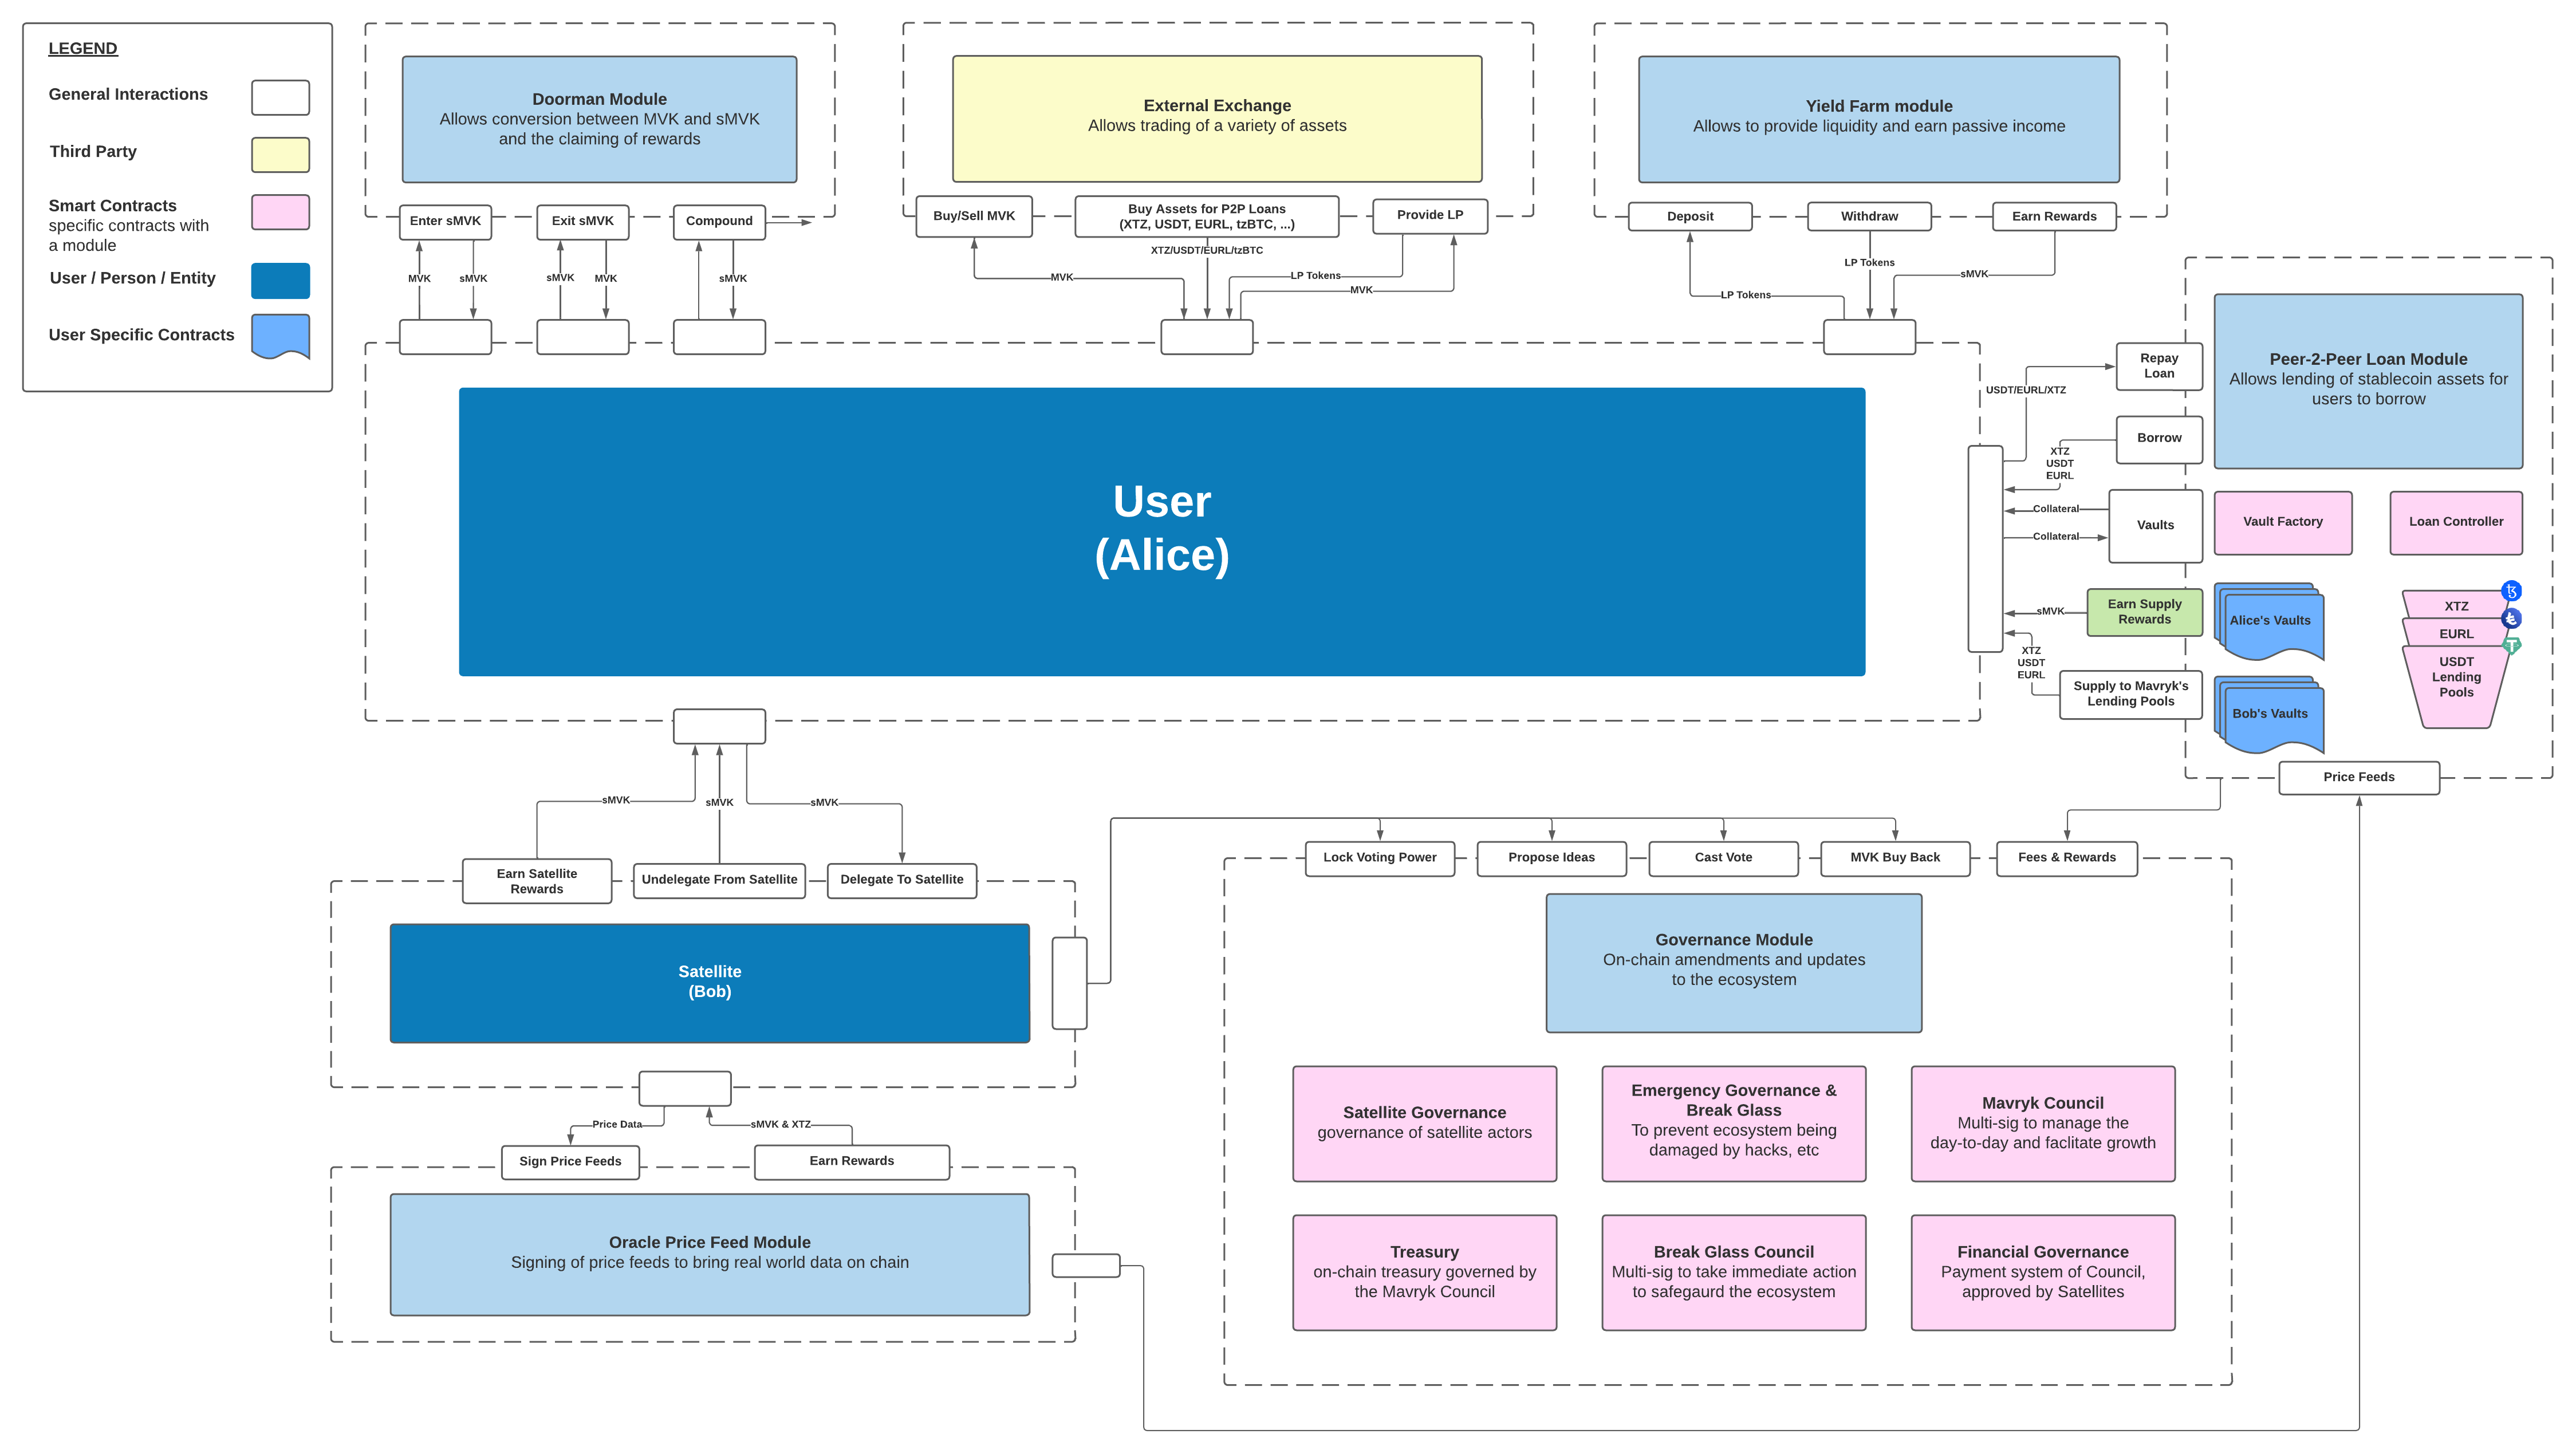 LEGEND
General Interactions
Third Party
Smart Contracts
specific contracts with
a module
User / Person / Entity
User Specific Contracts
Doorman Module
Allows conversion between MVK and sMVK
and the claiming of rewards
Enter sMVK
Exit sMVK
Compound
MVK
sMVK
sMVK
MVK
sMVK
External Exchange
Allows trading of a variety of assets
Buy/Sell MVK
Buy Assets for P2P Loans
(XTZ, USDT, EURL, tzBTC, ...)
Provide LP
XTZ/USDT/EURL/tzBTC
MVK
LP Tokens
MVK
Yield Farm module
Allows to provide liquidity and earn passive income
Deposit
Withdraw
Earn Rewards
LP Tokens
sMVK
LP Tokens
User
(Alice)
Repay
Loan
USDT/EURL/XTZ
Borrow
XTZ
USDT
EURL
Collateral
Collateral
Vaults
sMVK
Earn Supply
Rewards
XTZ
USDT
EURL
Supply to Mavryk's
Lending Pools
Peer-2-Peer Loan Module
Allows lending of stablecoin assets for
users to borrow
Vault Factory
Loan Controller
Alice's Vaults
Bob's Vaults
XTZ
EURL
USDT
Lending
Pools
Price Feeds
sMVK
sMVK
sMVK
Earn Satellite
Rewards
Undelegate From Satellite
Delegate To Satellite
Satellite
(Bob)
Price Data
sMVK & XTZ
Sign Price Feeds
Earn Rewards
Oracle Price Feed Module
Signing of price feeds to bring real world data on chain
Lock Voting Power
Propose Ideas
Cast Vote
MVK Buy Back
Fees & Rewards
Governance Module
On-chain amendments and updates
to the ecosystem
Satellite Governance
governance of satellite actors
Emergency Governance &
Break Glass
To prevent ecosystem being
damaged by hacks, etc
Mavryk Council
Multi-sig to manage the
day-to-day and faclitate growth
Treasury
on-chain treasury governed by
the Mavryk Council
Break Glass Council
Multi-sig to take immediate action
to safegaurd the ecosystem
Financial Governance
Payment system of Council,
approved by Satellites